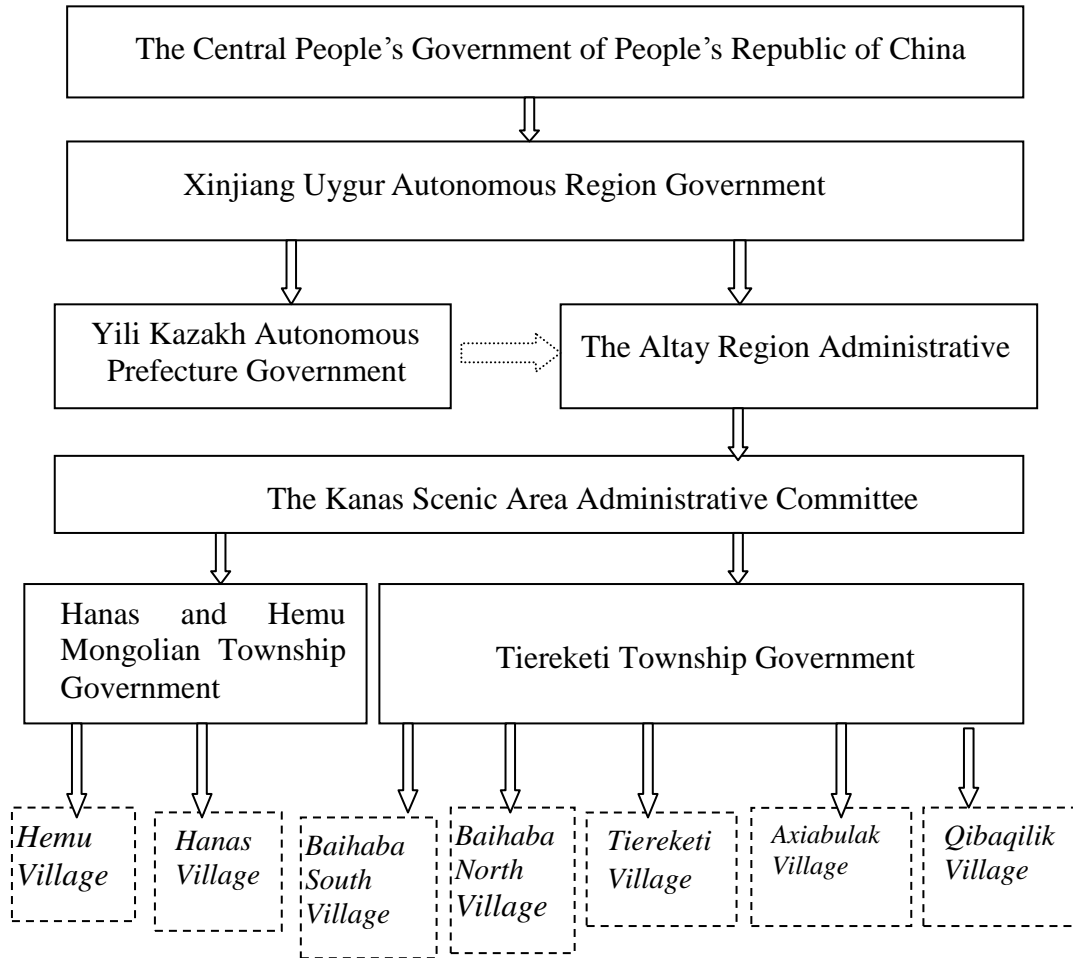 The Central People’s Government of People’s Republic of China
Xinjiang Uygur Autonomous Region Government
Yili Kazakh Autonomous
Prefecture Government
The Altay Region Administrative
The Kanas Scenic Area Administrative Committee
Hanas and Hemu
Mongolian Township
Government
Tiereketi Township Government
Hemu
Village
Hanas
Village
Baihaba
South
Village
Baihaba
North
Village
Tiereketi
Village
Axiabulak
Village
Qibaqilik
Village